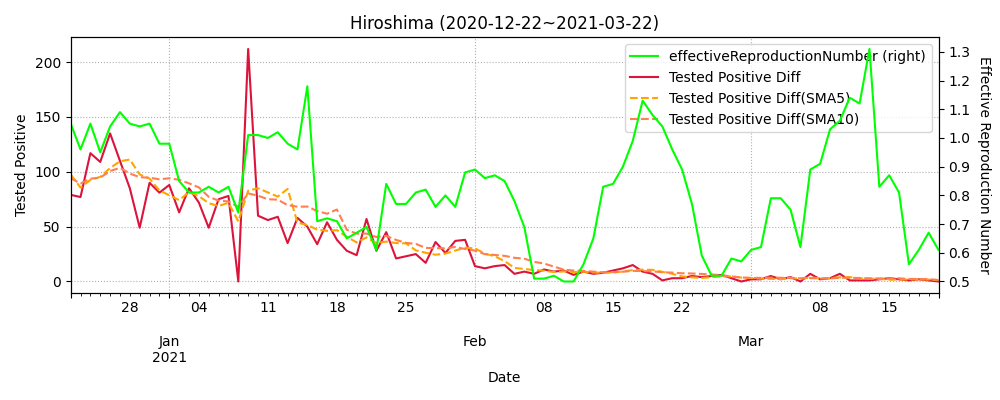 Hiroshima (2020-12-22~2021-03-22)
effectiveReproductionNumber (right)
Tested Positive Diff
Tested Positive Diff(SMA5)
Tested Positive Diff(SMA10)
Tested Positive
200
150
100
50
0
Effective Reproduction Number
1.3
1.2
1.1
1.0
0.9
0.8
0.7
0.6
0.5
28 04 11 18 25 08 15 22 08 15
Jan Feb Mar
2021
Date